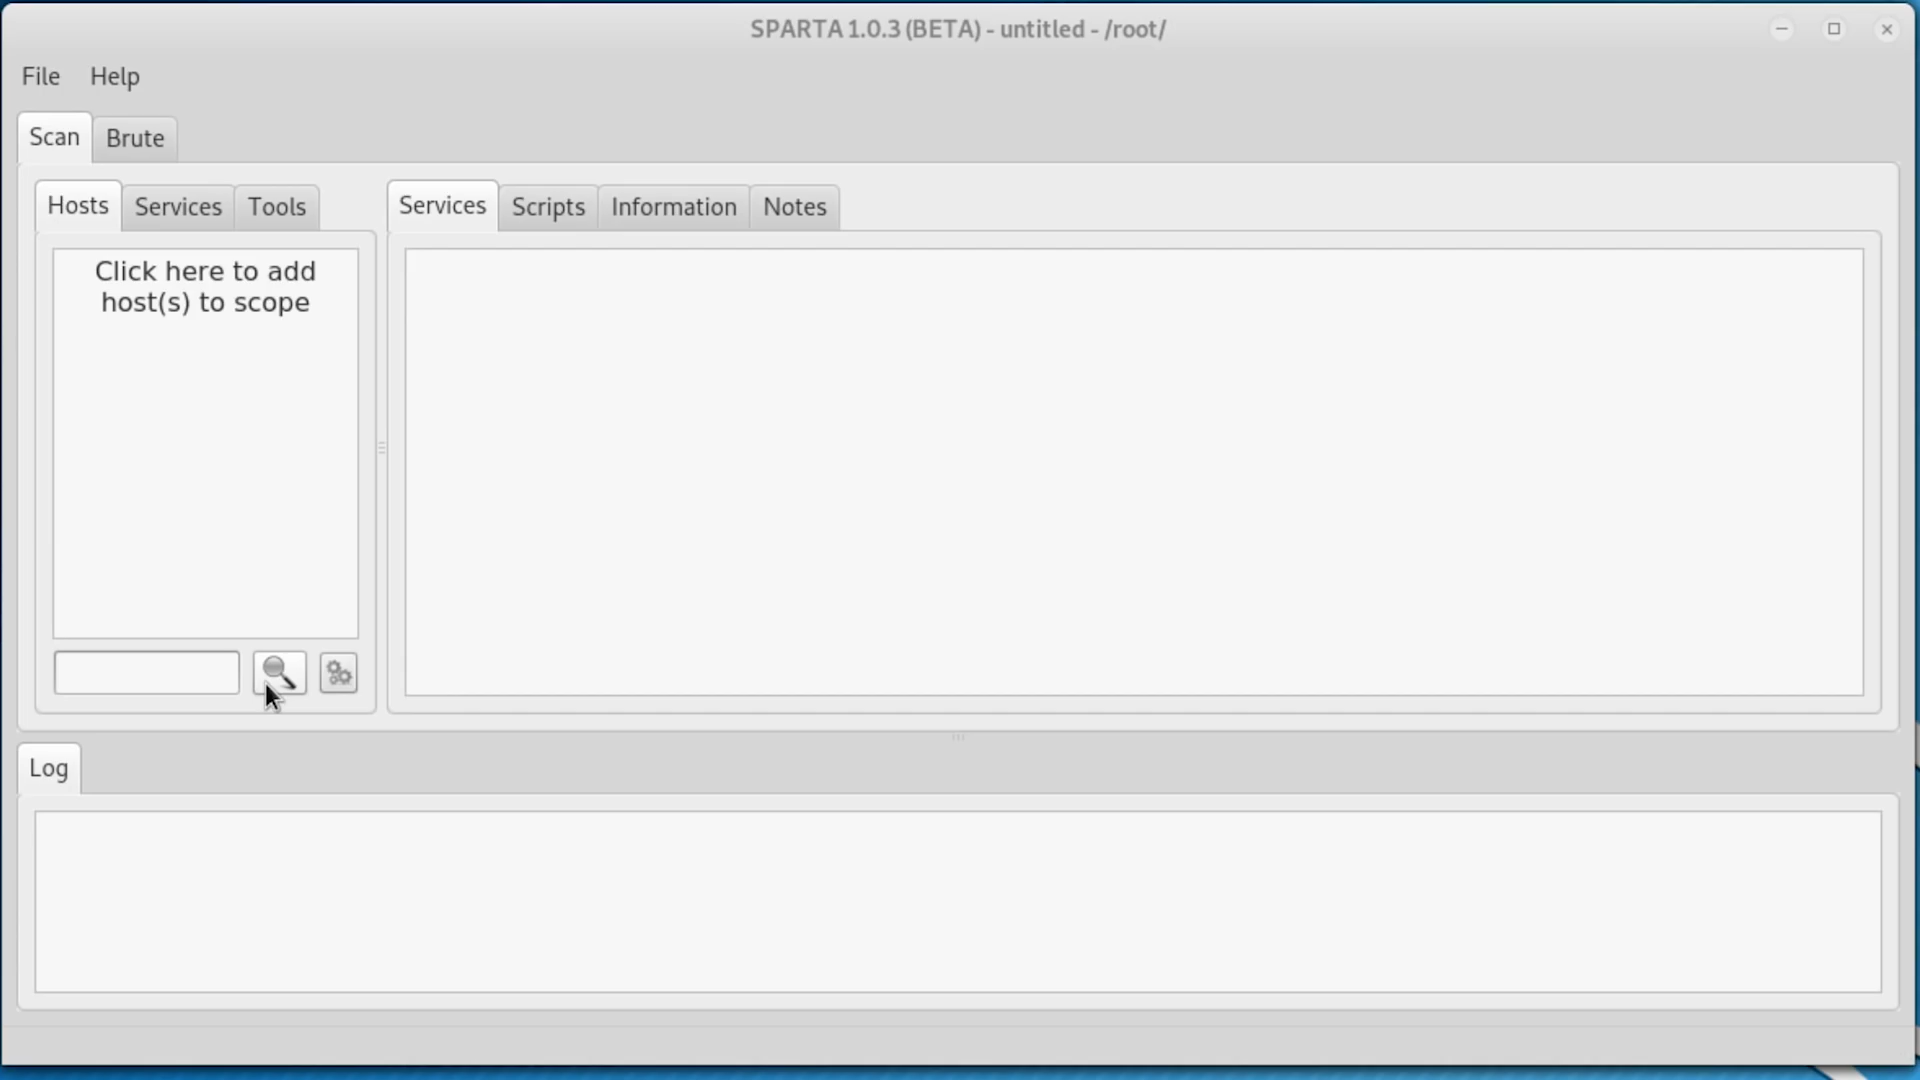 SPARTA 1.0.3 (BETA) - untitled - /root/
File Help
Scan Brute
Hosts Services Tools Services Scripts Information Notes
Click here to add
host(s) to scope
Log